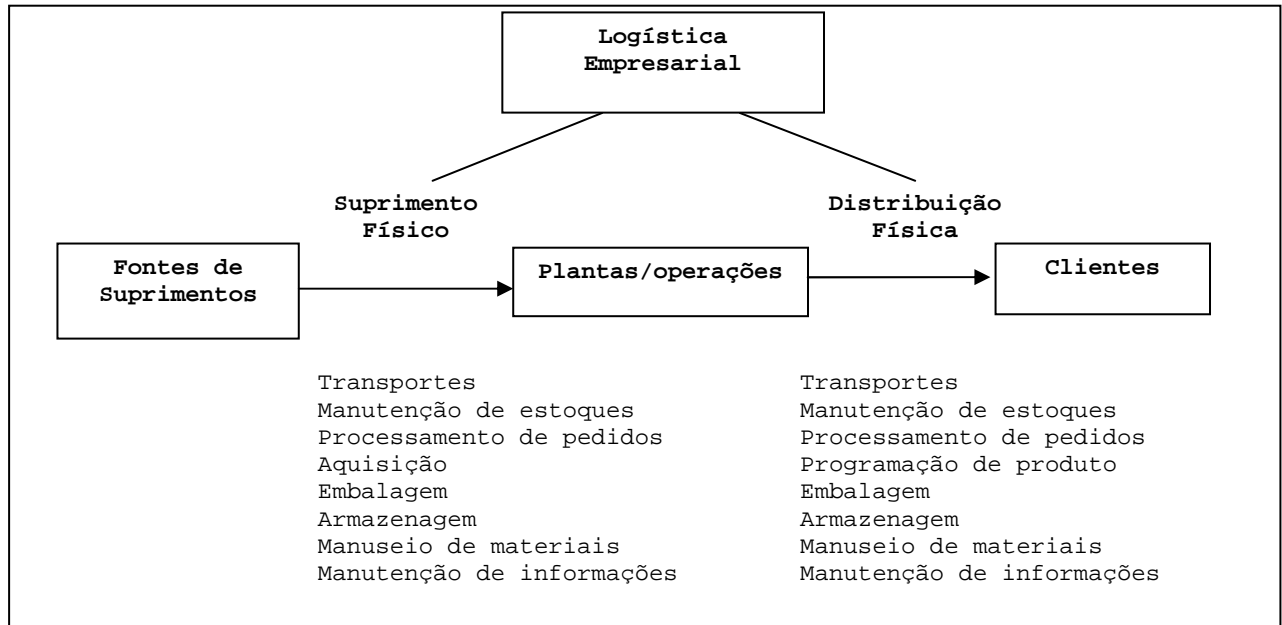 Logística
Empresarial
Suprimento
Físico
Distribuição
Física
Fontes de
Suprimentos
Plantas/operações
Clientes
Transportes
Manutenção de estoques
Processamento de pedidos
Aquisição
Embalagem
Armazenagem
Manuseio de materiais
Manutenção de informações
Transportes
Manutenção de estoques
Processamento de pedidos
Programação de produto
Embalagem
Armazenagem
Manuseio de materiais
Manutenção de informações